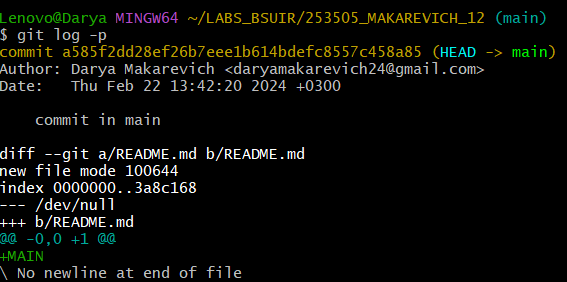 Lenovo@Darya MINGW64 ~/LABS_BSUIR/253505_MAKAREVICH_12 (main)
$ git log -p
commit a585f2dd28ef26b7eee1b614bdefc8557c458a85 (HEAD -> main)
Author: Darya Makarevich <daryamakarevich24@gmail.com>
Date:   Thu Feb 22 13:42:20 2024 +0300
    commit in main
diff --git a/README.md b/README.md
new file mode 100644
index 0000000..3a8c168
--- /dev/null
+++ b/README.md
@@ -0,0 +1 @@
+MAIN
\ No newline at end of file